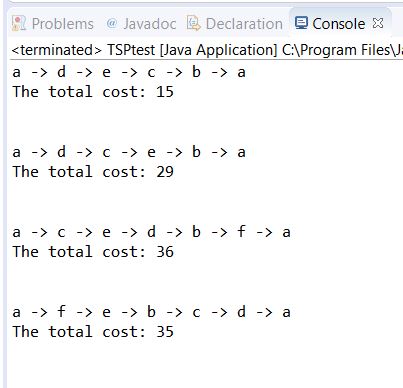 Problems @ Javadoc Declaration Console
<terminated> TSPtest [Java Application] C:\Program Files\Ja
a -> d -> e -> c -> b -> a
The total cost: 15
a -> d -> c -> e -> b -> a
The total cost: 29
a -> c -> e -> d -> b -> f -> a
The total cost: 36
a -> f -> e -> b -> c -> d -> a
The total cost: 35